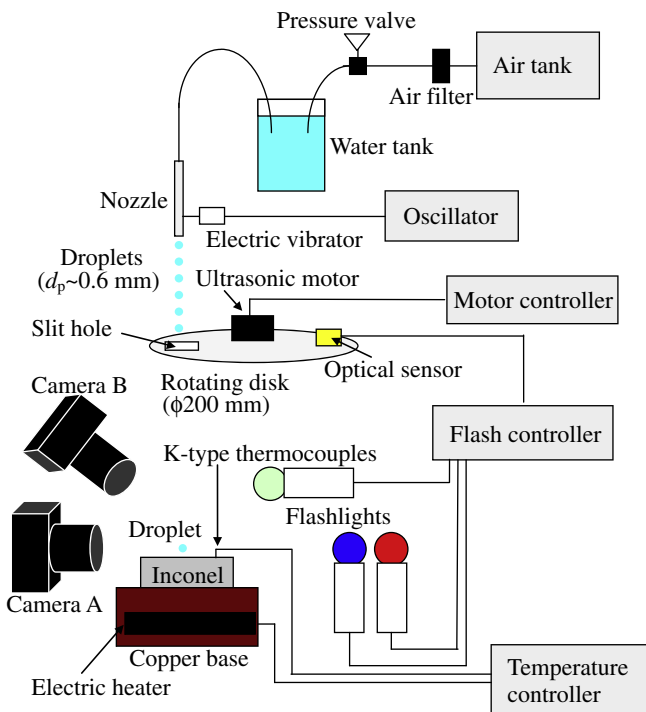 Pressure valve
Air tank
Air filter
Water tank
Nozzle
Oscillator
Electric vibrator
Droplets
(dp~0.6 mm)
Ultrasonic motor
Motor controller
Slit hole
Optical sensor
Rotating disk
(ϕ200 mm)
Camera B
Flash controller
K-type thermocouples
Flashlights
Droplet
Inconel
Camera A
Copper base
Electric heater
Temperature
controller